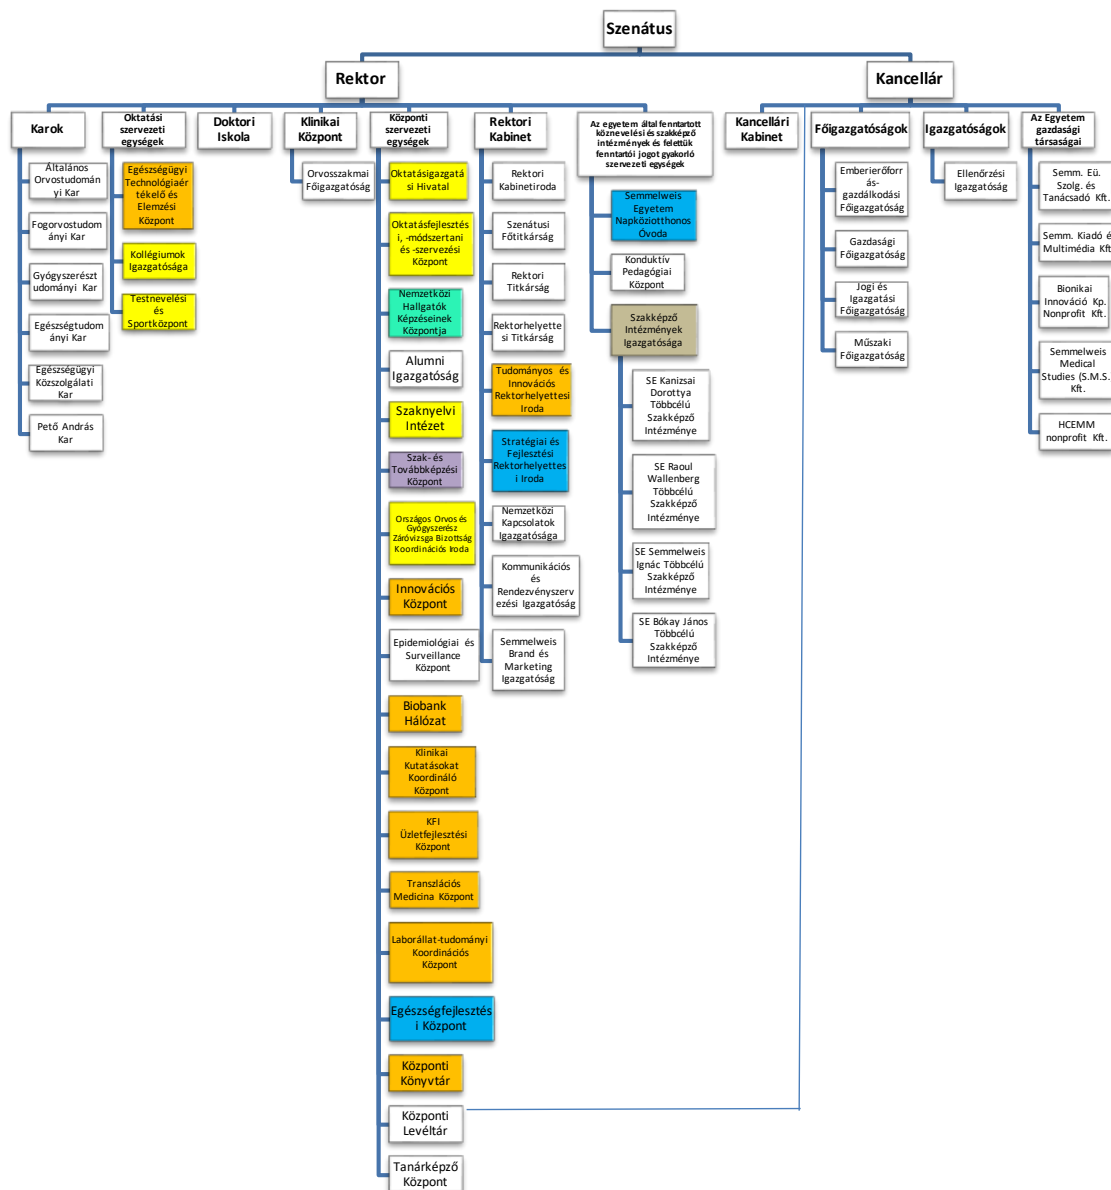 Szenátus
Rektor
Kancellár
Karok
Általános
Orvostudomán
yi Kar
Fogorvostudo
mányi Kar
Gyógyszerészt
udományi Kar
Egészségtudo
mányi Kar
Egészségügyi
Közszolgálati
Kar
Pető András
Kar
Oktatási
szervezeti
egységek
Egészségügyi
Technológiaér
tékelő és
Elemzési
Központ
Kollégiumok
Igazgatósága
Testnevelési
és
Sportközpont
Doktori
Iskola
Klinikai
Központ
Orvosszakmai
Főigazgatóság
Központi
szervezeti
egységek
Oktatásigazgatá
si Hivatal
Oktatásfejlesztés
i, -módszertani
és -szervezési
Központ
Nemzetközi
Hallgatók
Képzéseinek
Központja
Alumni
Igazgatóság
Szaknyelvi
Intézet
Szak- és
Továbbképzési
Központ
Országos Orvos és
Gyógyszerész
Záróvizsga Bizottság
Koordinációs Iroda
Innovációs
Központ
Epidemiológiai és
Surveillance
Központ
Biobank
Hálózat
Klinikai
Kutatásokat
Koordináló
Központ
KFI
Üzletfejlesztési
Központ
Transzlációs
Medicina Központ
Laborállat-tudományi
Koordinációs
Központ
Egészségfejlesztés
i Központ
Központi
Könyvtár
Központi
Levéltár
Tanárképző
Központ
Rektori
Kabinet
Rektori
Kabinetiroda
Szenátusi
Főtitkárság
Rektori
Titkárság
Rektorhelyette
si Titkárság
Tudományos és
Innovációs
Rektorhelyettesi
Iroda
Stratégiai és
Fejlesztési
Rektorhelyettes
i Iroda
Nemzetközi
Kapcsolatok
Igazgatósága
Kommunikációs
és
Rendezvényszerv
ezési Igazgatóság
Semmelweis
Brand és
Marketing
Igazgatóság
Az egyetem által fenntartott
köznevelési és szakképző
intézmények és felettük
fenntartói jogot gyakorló
szervezeti egységek
Semmelweis
Egyetem
Napköziotthonos
Óvoda
Konduktív
Pedagógiai
Központ
Szakképző
Intézmények
Igazgatósága
SE Kanizsai
Dorottya
Többcélú
Szakképző
Intézménye
SE Raoul
Wallenberg
Többcélú
Szakképző
Intézménye
SE Semmelweis
Ignác Többcélú
Szakképző
Intézménye
SE Bókay János
Többcélú
Szakképző
Intézménye
Kancellári
Kabinet
Főigazgatóságok
Emberierőforr
ás-
gazdálkodási
Főigazgatóság
Gazdasági
Főigazgatóság
Jogi és
Igazgatási
Főigazgatóság
Műszaki
Főigazgatóság
Igazgatóságok
Ellenőrzési
Igazgatóság
Az Egyetem
gazdasági
társaságai
Semm. Eü.
Szolg. és
Tanácsadó Kft.
Semm. Kiadó és
Multimédia Kft
Bionikai
Innováció Kp.
Nonprofit Kft.
Semmelweis
Medical
Studies (S.M.S.)
Kft.
HCEMM
nonprofit Kft.